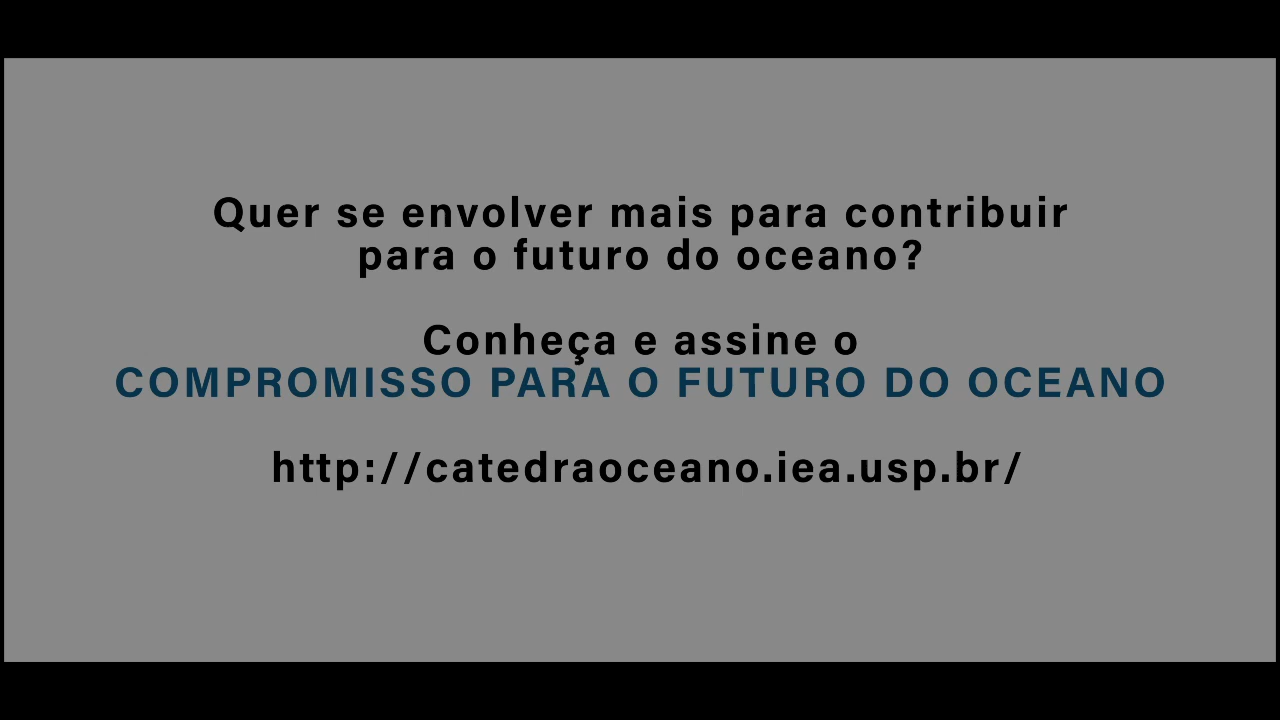 Quer se envolver mais para contribuir
para o futuro do oceano?
Conheça e assine o
COMPROMISSO PARA O FUTURO DO OCEANO
http://catedraoceano.iea.usp.br/